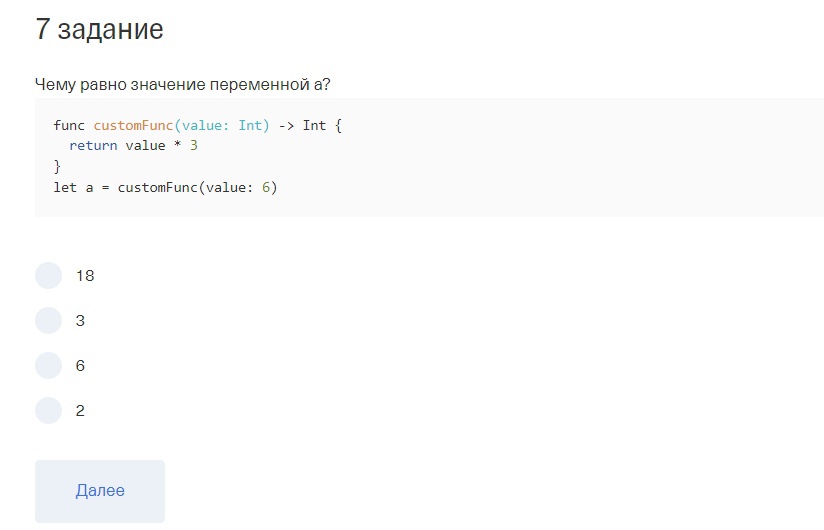 7 задание
Чему равно значение переменной а?
func customFunc(value: Int) -> Int {
return value * 3
}
let a = customFunc(value: 6)
18
3
6
2
Далее